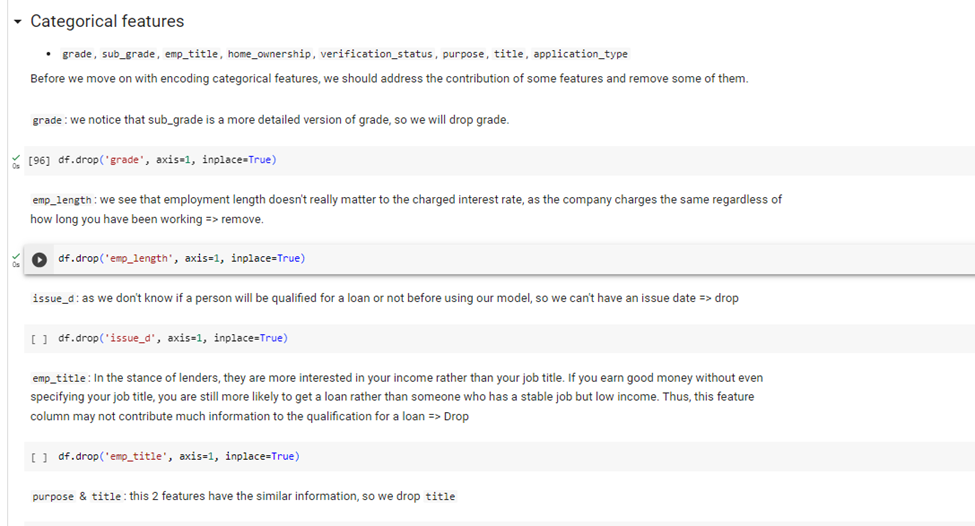 Categorical features
• grade, sub_grade, emp_title, home_ownership, verification_status, purpose, title, application_type
Before we move on with encoding categorical features, we should address the contribution of some features and remove some of them.
grade: we notice that sub_grade is a more detailed version of grade, so we will drop grade.
0s [96] df.drop('grade', axis=1, inplace=True)
emp_length: we see that employment length doesn't really matter to the charged interest rate, as the company charges the same regardless of
how long you have been working => remove.
0s df.drop('emp_length', axis=1, inplace=True)
issue_d: as we don't know if a person will be qualified for a loan or not before using our model, so we can't have an issue date => drop
[ ] df.drop('issue_d', axis=1, inplace=True)
emp_title: In the stance of lenders, they are more interested in your income rather than your job title. If you earn good money without even
specifying your job title, you are still more likely to get a loan rather than someone who has a stable job but low income. Thus, this feature
column may not contribute much information to the qualification for a loan => Drop
[ ] df.drop('emp_title', axis=1, inplace=True)
purpose & title: this 2 features have the similar information, so we drop title